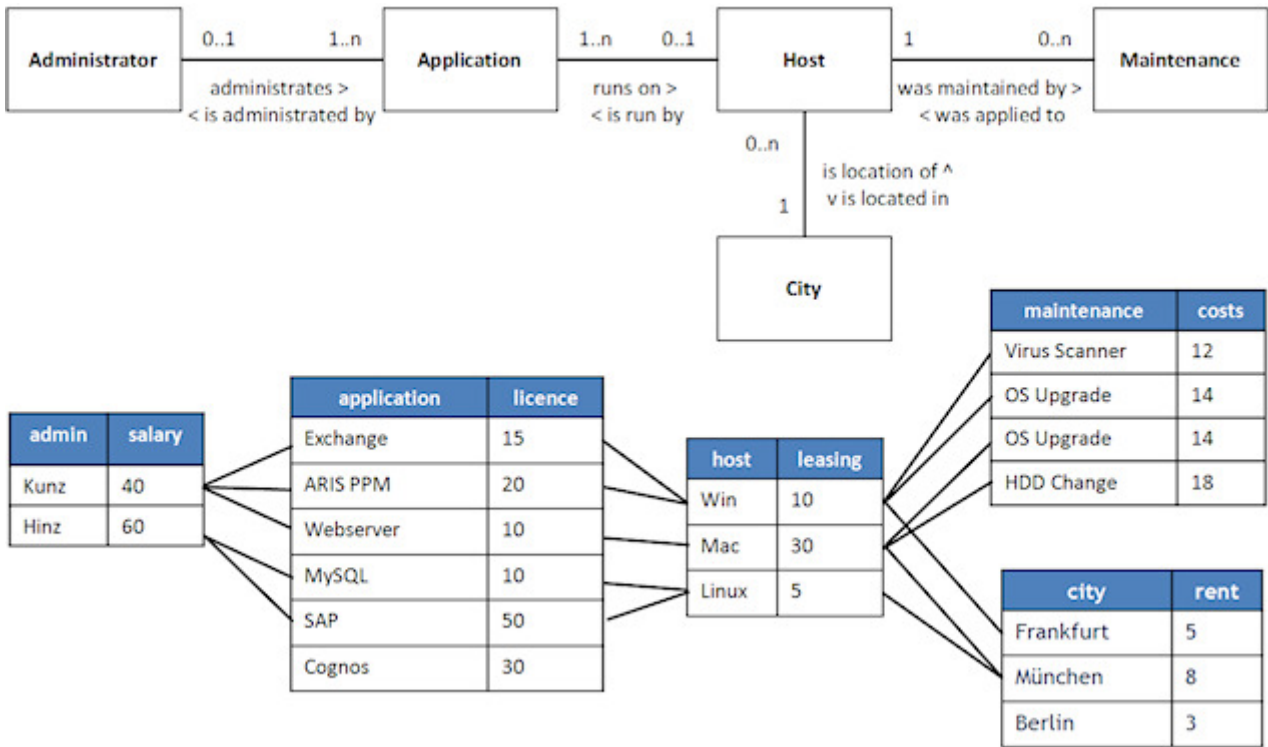 0..1 1..n 1..n 0..1 1 0..n
Administrator Application Host Maintenance
administrates > runs on > was maintained by >
< is administrated by < is run by < was applied to
0..n
is location of ^
v is located in
1
City
maintenance costs
Virus Scanner 12
OS Upgrade 14
OS Upgrade 14
HDD Change 18
application licence
Exchange 15
ARIS PPM 20
Webserver 10
MySQL 10
SAP 50
Cognos 30
admin salary
Kunz 40
Hinz 60
host leasing
Win 10
Mac 30
Linux 5
city rent
Frankfurt 5
München 8
Berlin 3